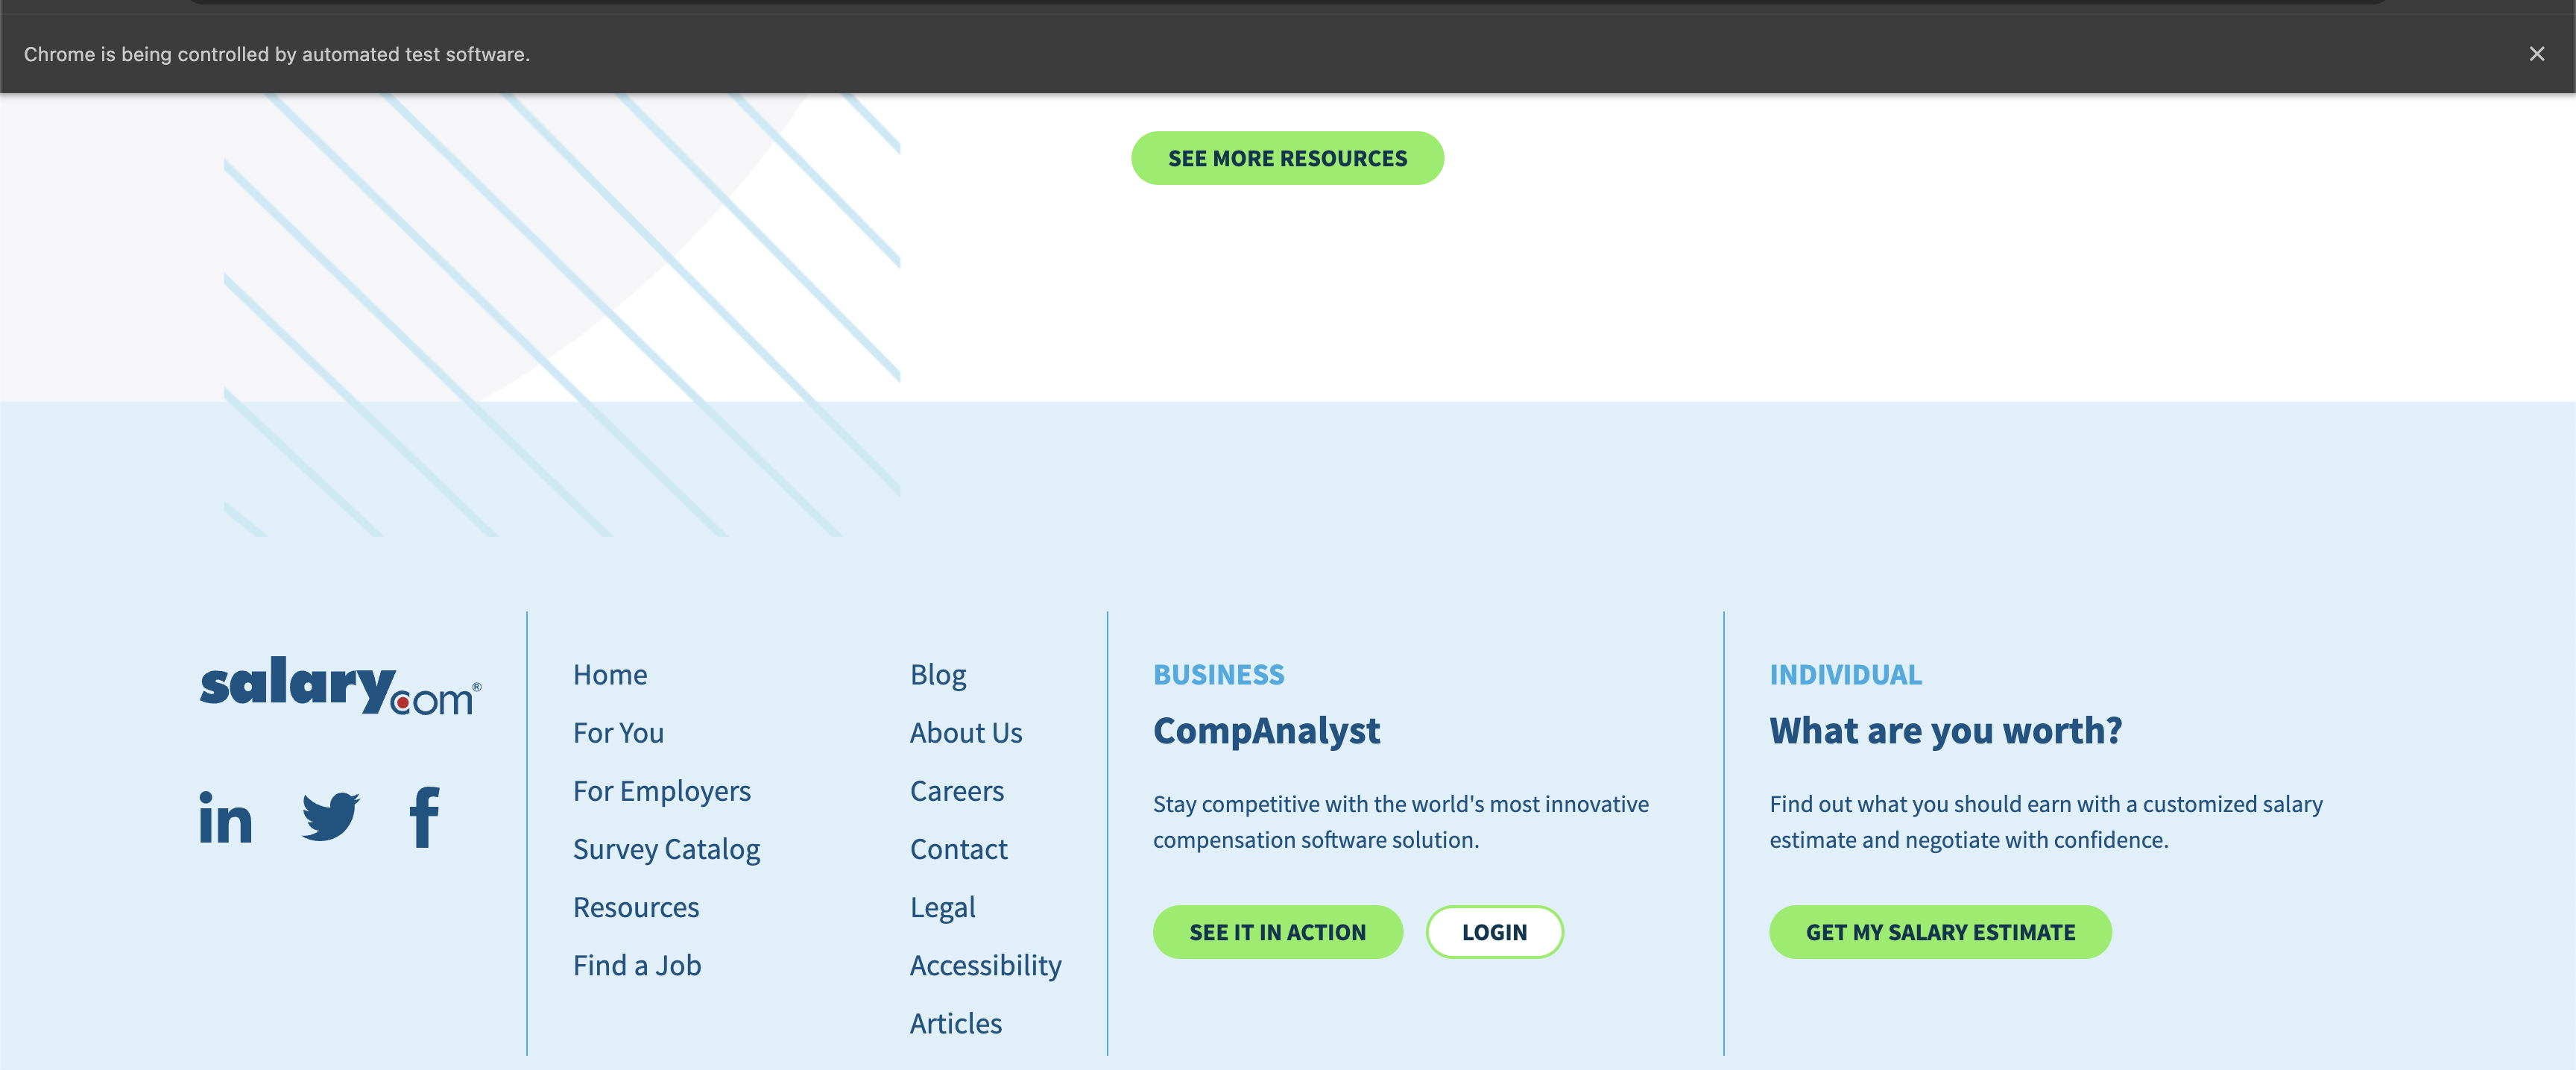 Chrome is being controlled by automated test software.
SEE MORE RESOURCES
salary.com®
in
f
Home
For You
For Employers
Survey Catalog
Resources
Find a Job
Blog
About Us
Careers
Contact
Legal
Accessibility
Articles
BUSINESS
CompAnalyst
Stay competitive with the world's most innovative
compensation software solution.
SEE IT IN ACTION
LOGIN
INDIVIDUAL
What are you worth?
Find out what you should earn with a customized salary
estimate and negotiate with confidence.
GET MY SALARY ESTIMATE